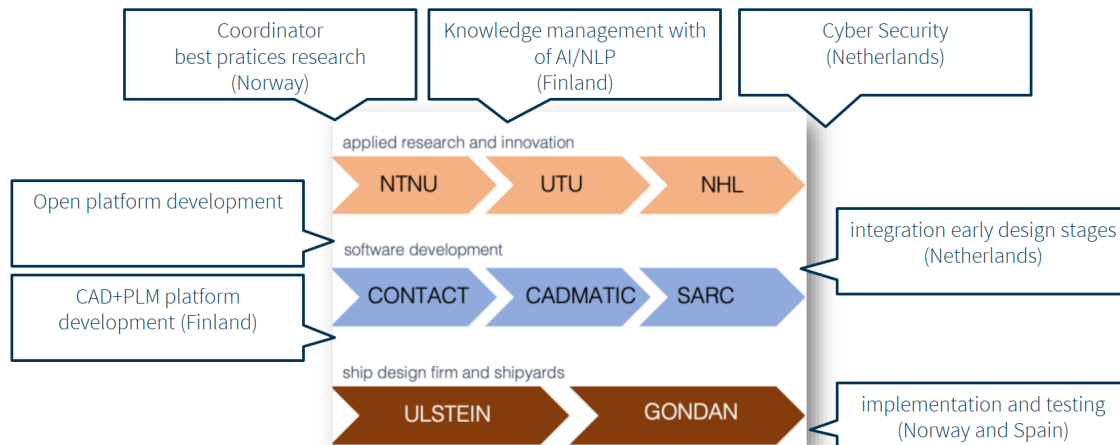 Coordinator
best pratices research
(Norway)
Knowledge management with
of AI/NLP
(Finland)
Cyber Security
(Netherlands)
applied research and innovation
NTNU
UTU
NHL
Open platform development
software development
integration early design stages
(Netherlands)
CONTACT
CADMATIC
SARC
CAD+PLM platform
development (Finland)
ship design firm and shipyards
ULSTEIN
GONDAN
implementation and testing
(Norway and Spain)